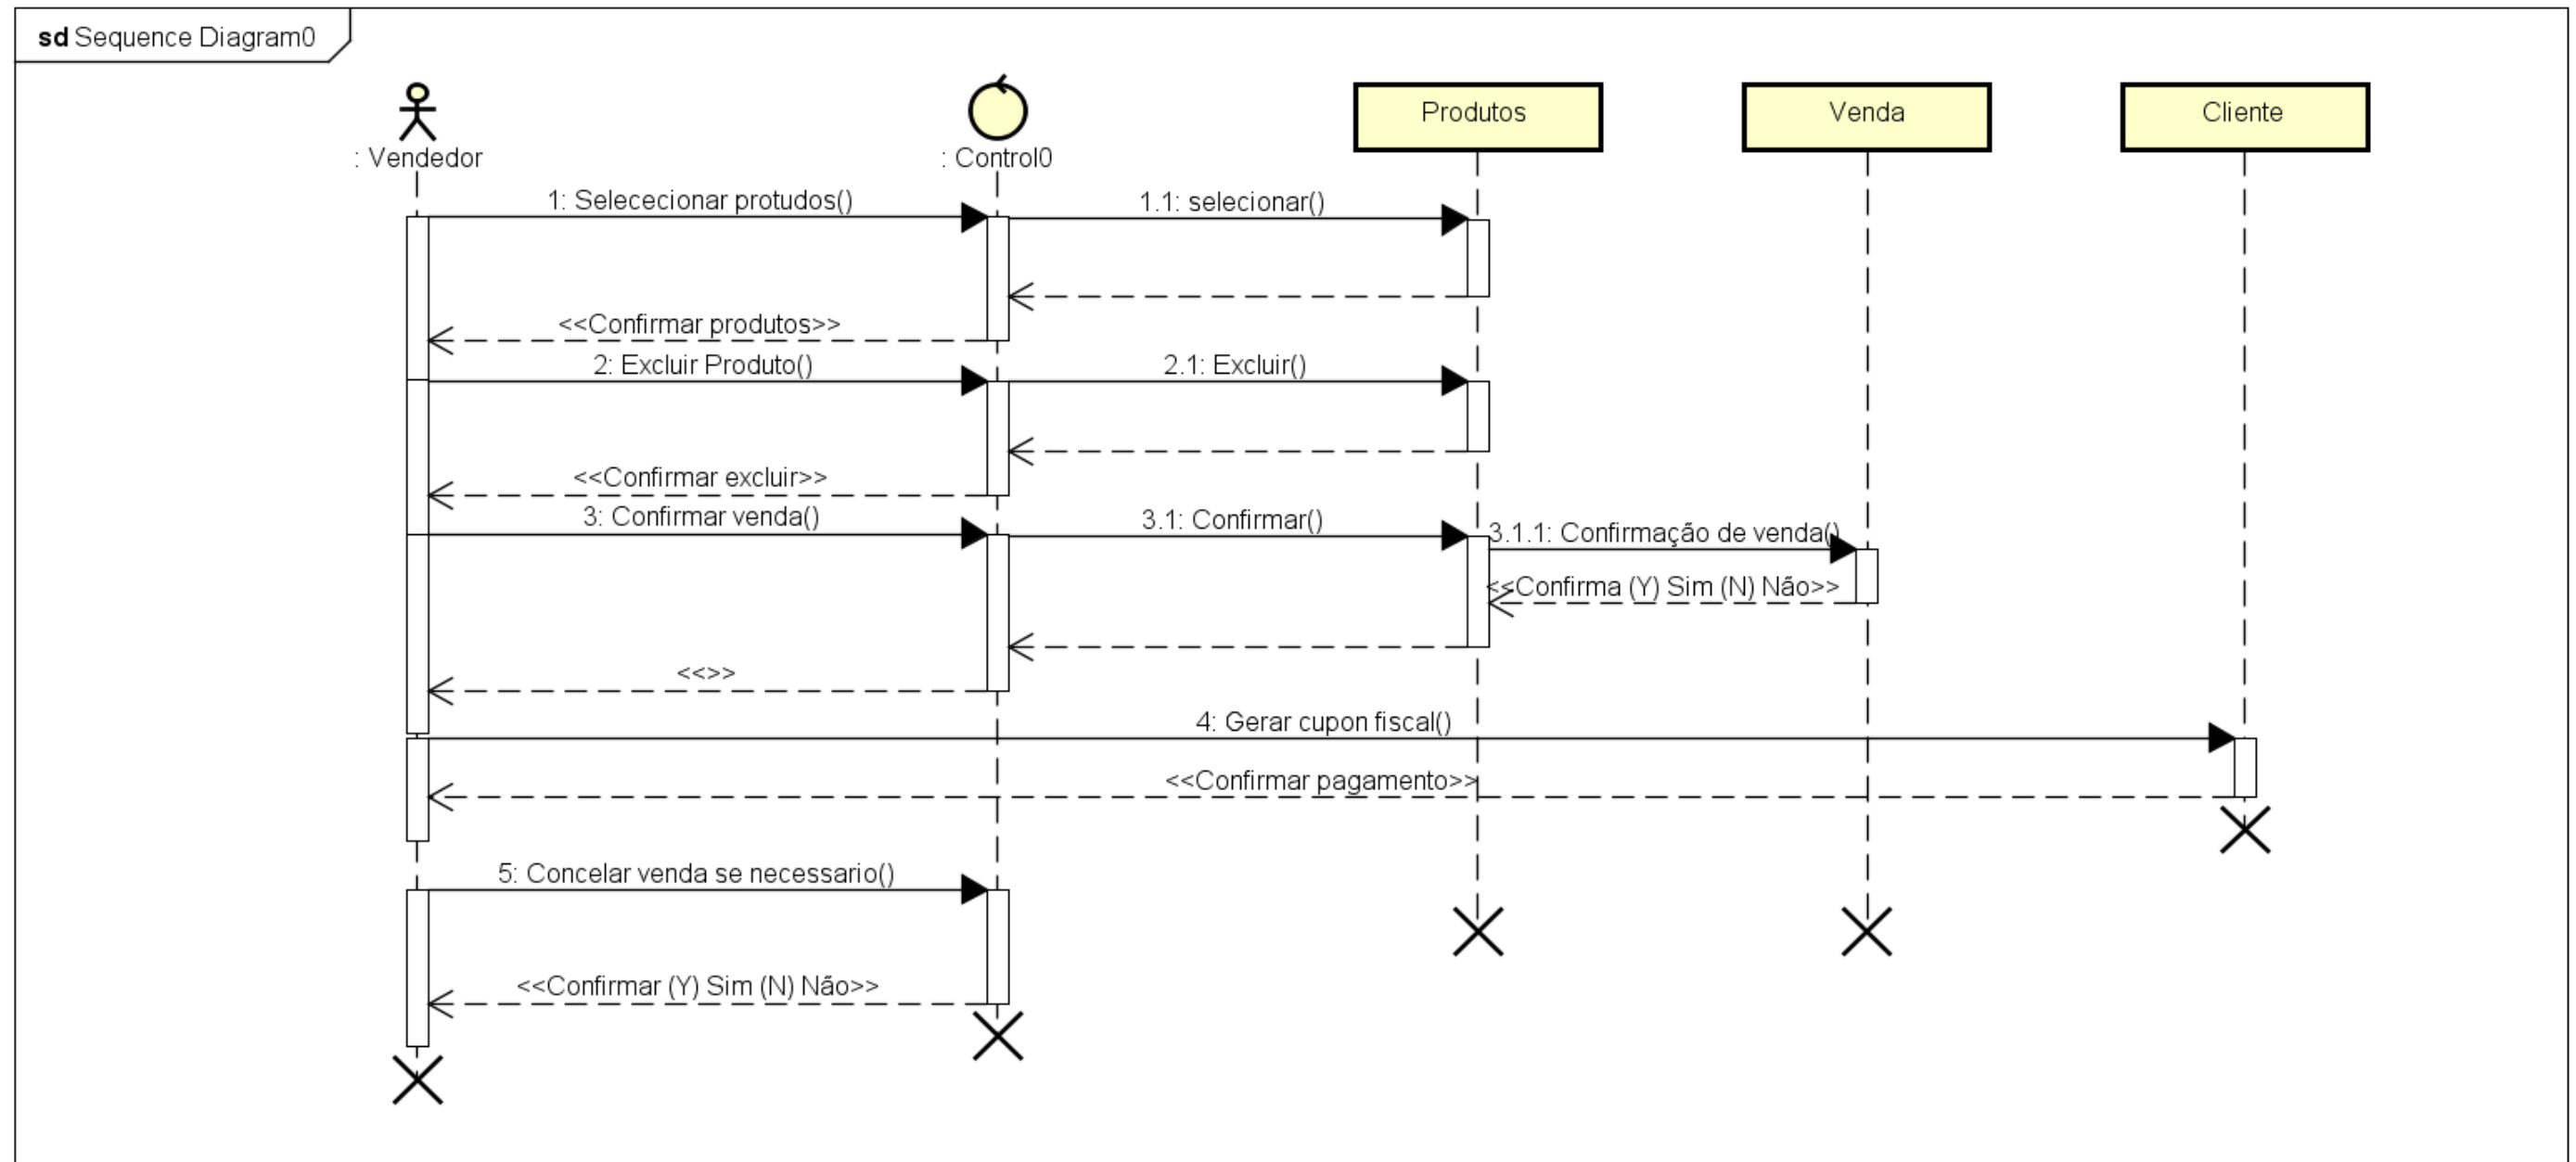 sd Sequence Diagram0
: Vendedor
: Control0
Produtos
Venda
Cliente
1: Selececionar protudos()
1.1: selecionar()
<<Confirmar produtos>>
2: Excluir Produto()
2.1: Excluir()
<<Confirmar excluir>>
3: Confirmar venda()
3.1: Confirmar()
3.1.1: Confirmação de venda()
<<Confirma (Y) Sim (N) Não>>
<<>>
4: Gerar cupon fiscal()
<<Confirmar pagamento>>
5: Concelar venda se necessario()
<<Confirmar (Y) Sim (N) Não>>